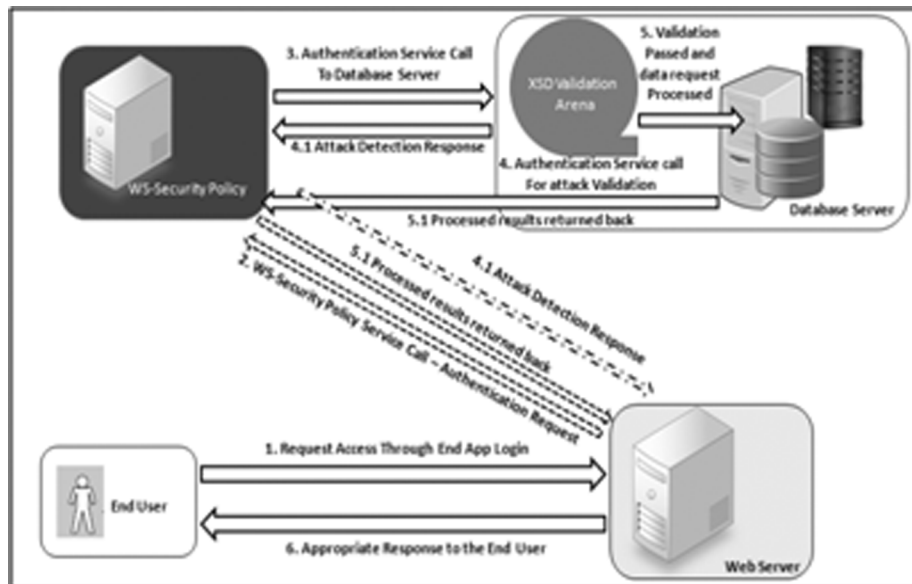 3. Authentication Service Call
To Database Server
5. Validation
Passed and
data request
Processed
XSD Validation
Arena
4.1 Attack Detection Response
4. Authentication Service call
For attack Validation
WS-Security Policy
5.1 Processed results returned back
Database Server
4.1 Attack Detection Response
5.1 Processed results returned back
2. WS-Security Policy Service Call – Authentication Request
1. Request Access Through End App Login
End User
6. Appropriate Response to the End User
Web Server